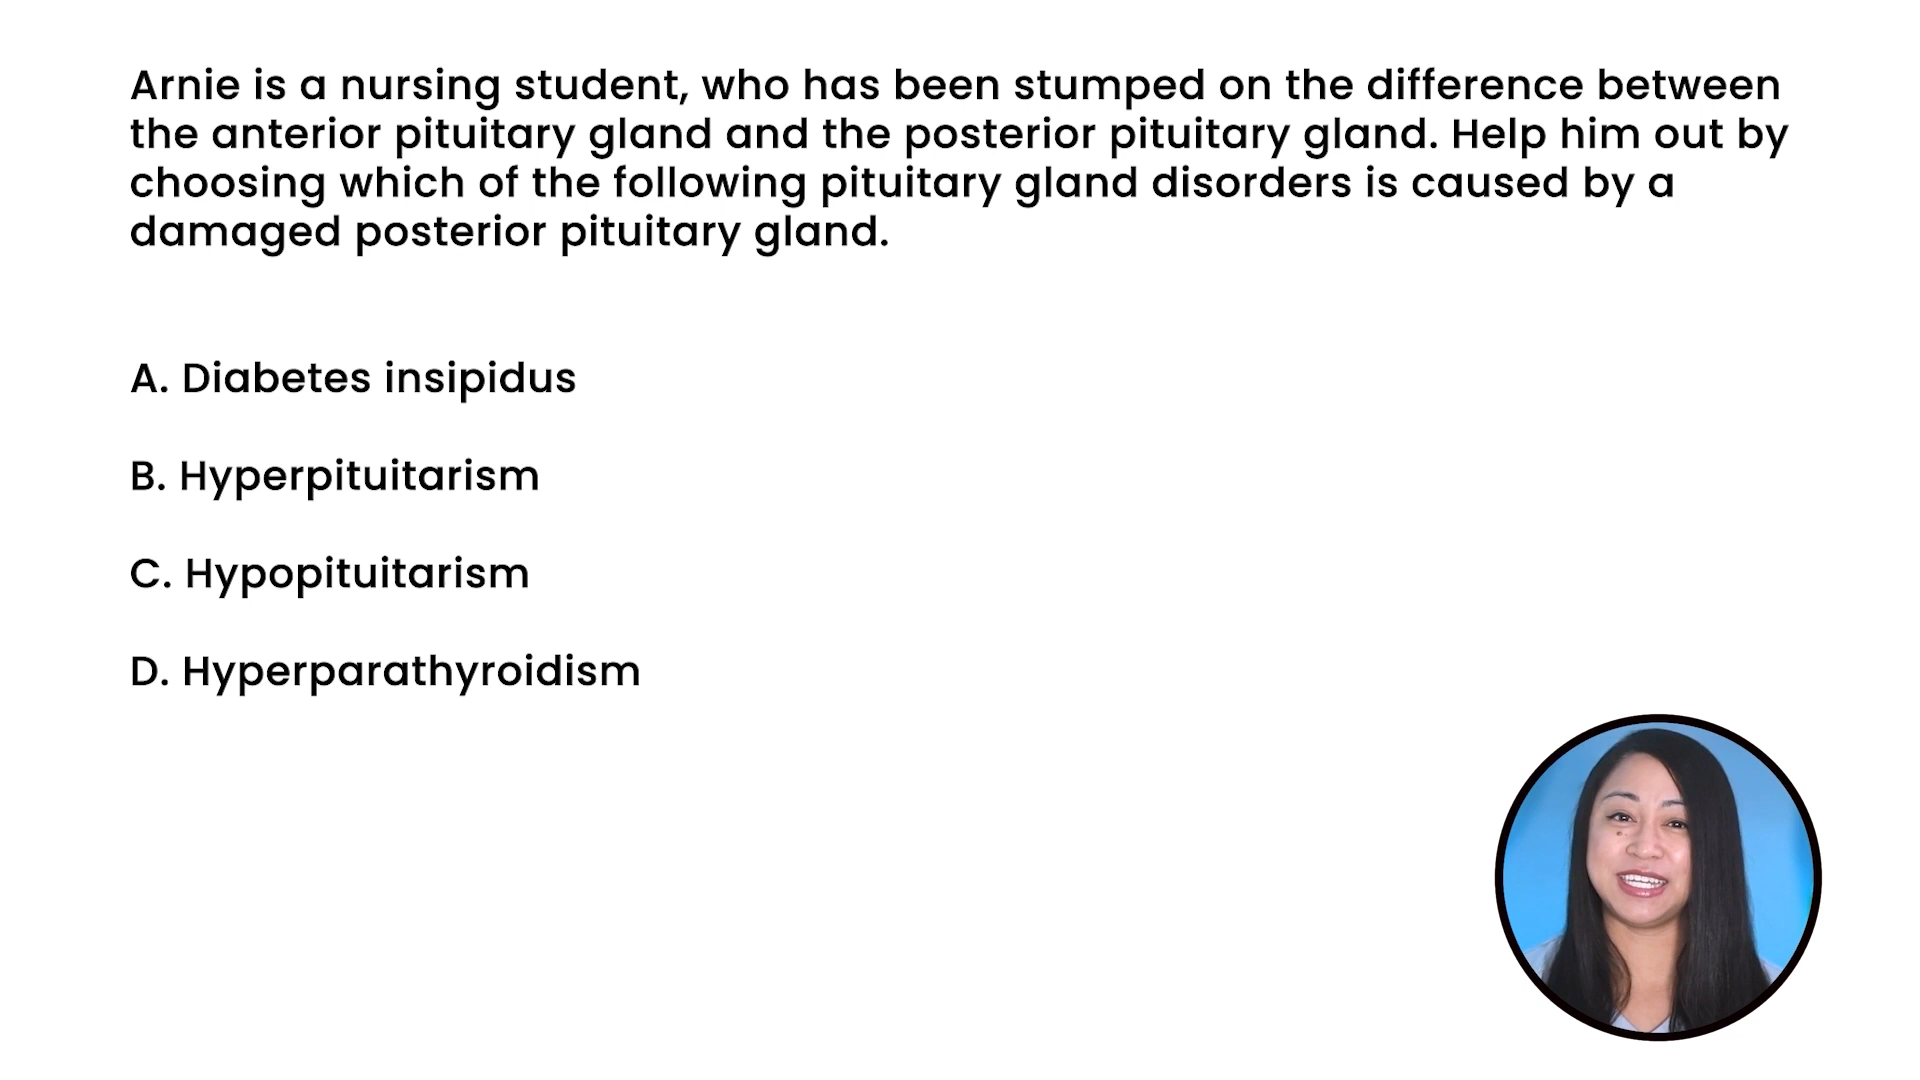 Arnie is a nursing student, who has been stumped on the difference between
the anterior pituitary gland and the posterior pituitary gland. Help him out by
choosing which of the following pituitary gland disorders is caused by a
damaged posterior pituitary gland.
A. Diabetes insipidus
B. Hyperpituitarism
C. Hypopituitarism
D. Hyperparathyroidism